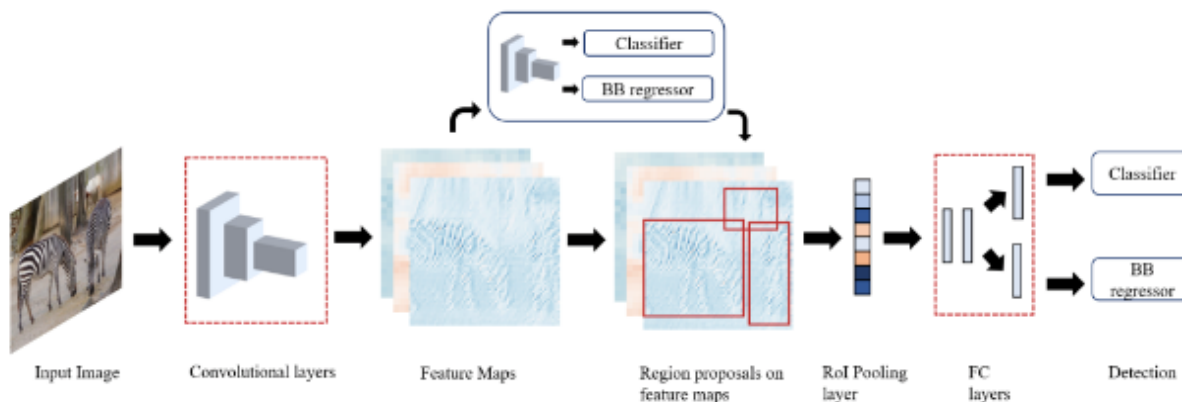 Classifier
BB regressor
Classifier
BB
regressor
Input Image
Convolutional layers
Feature Maps
Region proposals on
feature maps
RoI Pooling
layer
FC
layers
Detection